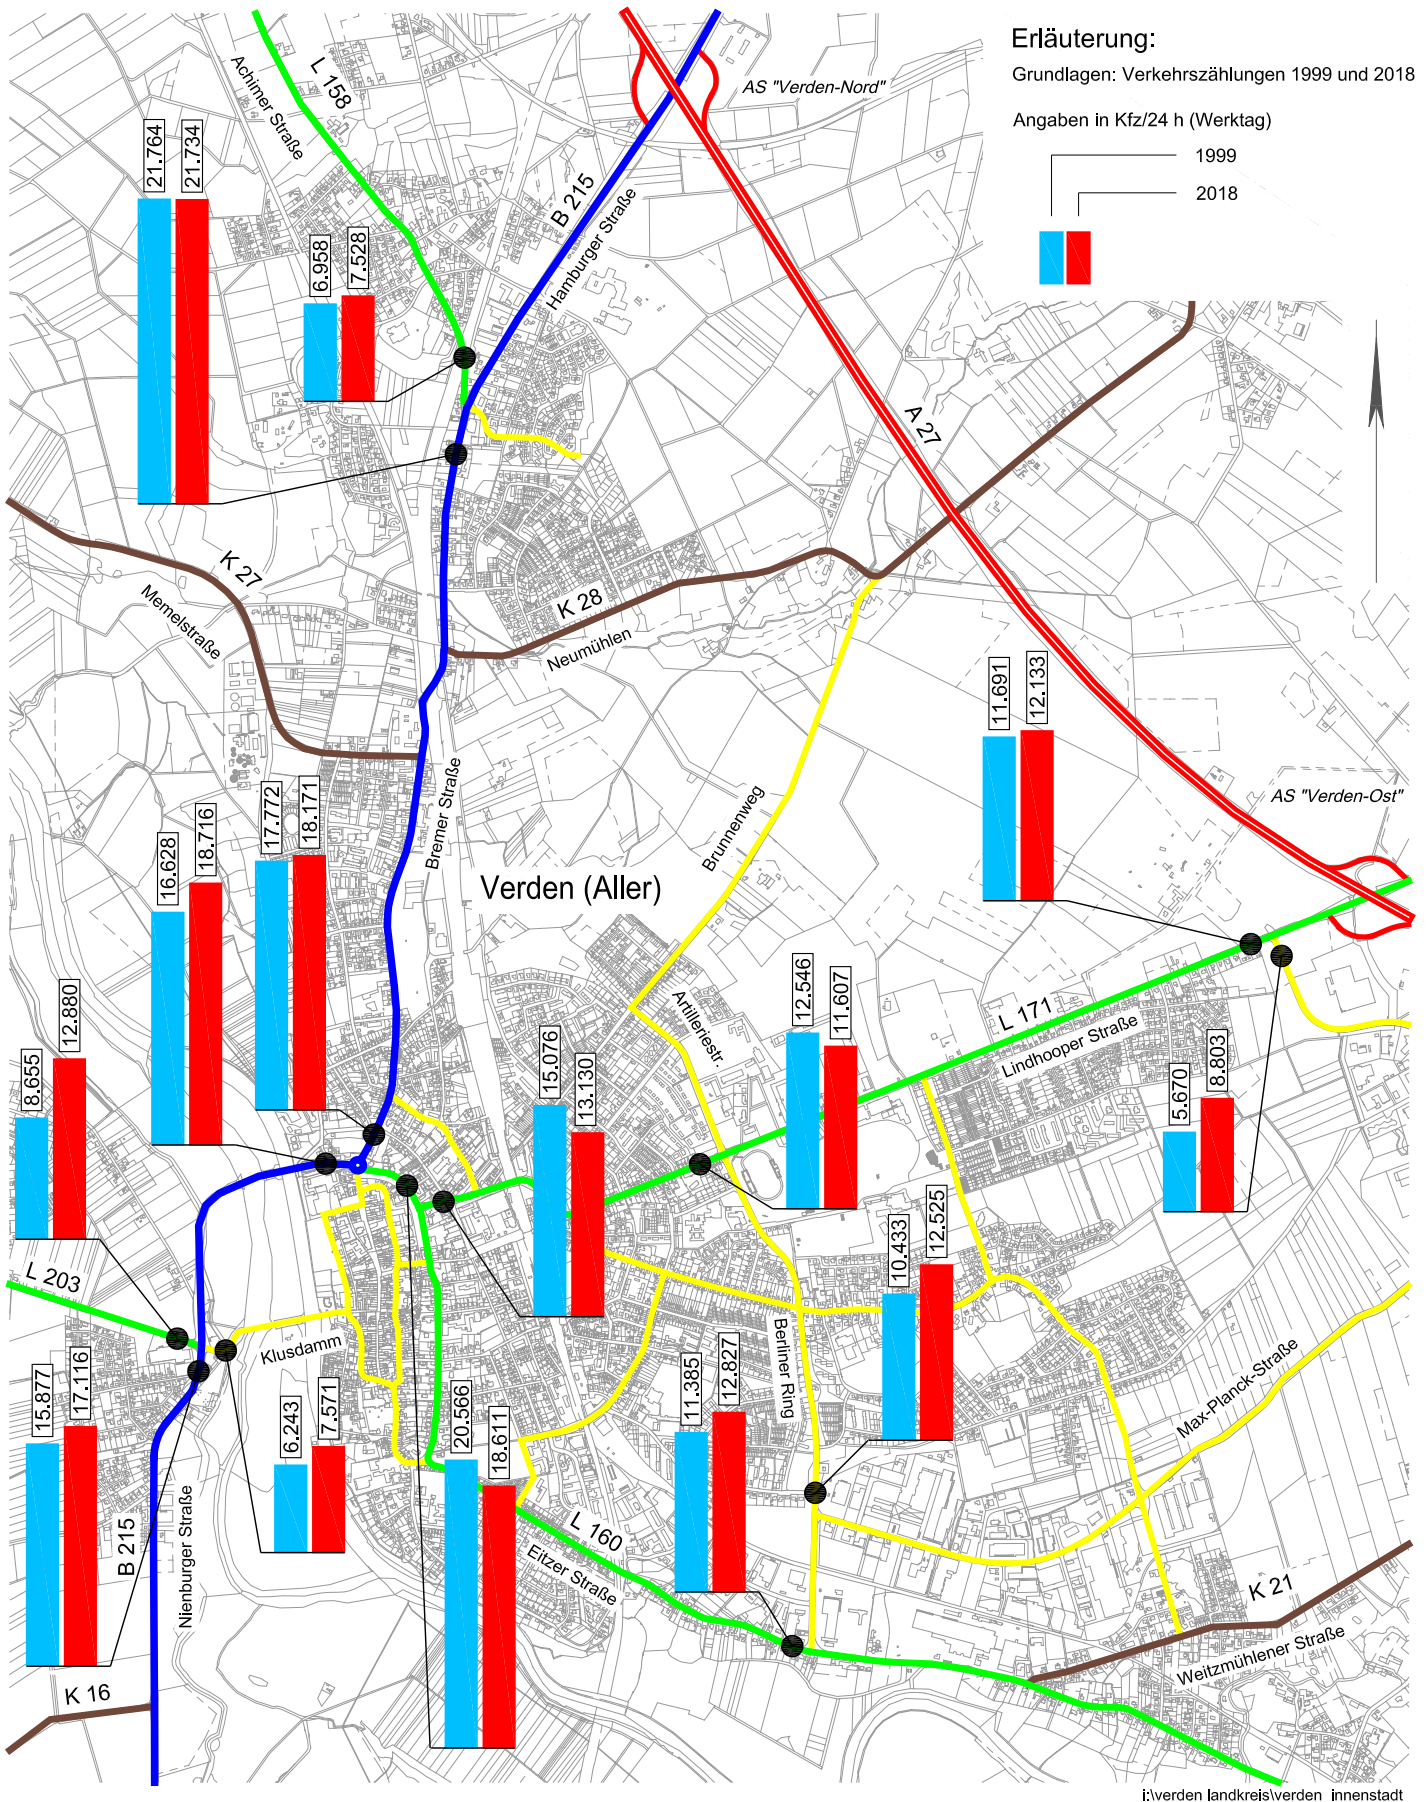 Erläuterung:
Grundlagen: Verkehrszählungen 1999 und 2018
Angaben in Kfz/24 h (Werktag)
1999
2018
L 158
Achimer Straße
AS "Verden-Nord"
B 215
Hamburger Straße
21.764
21.734
6.958
7.528
A 27
K 27
Memelstraße
K 28
Neumühlen
11.691
12.133
AS "Verden-Ost"
Bremer Straße
Brunnenweg
Verden (Aller)
17.772
18.171
16.628
18.716
8.655
12.880
Artilleriestr.
12.546
11.607
L 171
Lindhooper Straße
15.076
13.130
5.670
8.803
L 203
Klusdamm
10.433
12.525
Berliner Ring
Max-Planck-Straße
15.877
17.116
6.243
7.571
20.566
18.611
11.385
12.827
B 215
Nienburger Straße
L 160
Eitzer Straße
K 21
Weitzmühlener Straße
K 16
i:\verden landkreis\verden_innenstadt